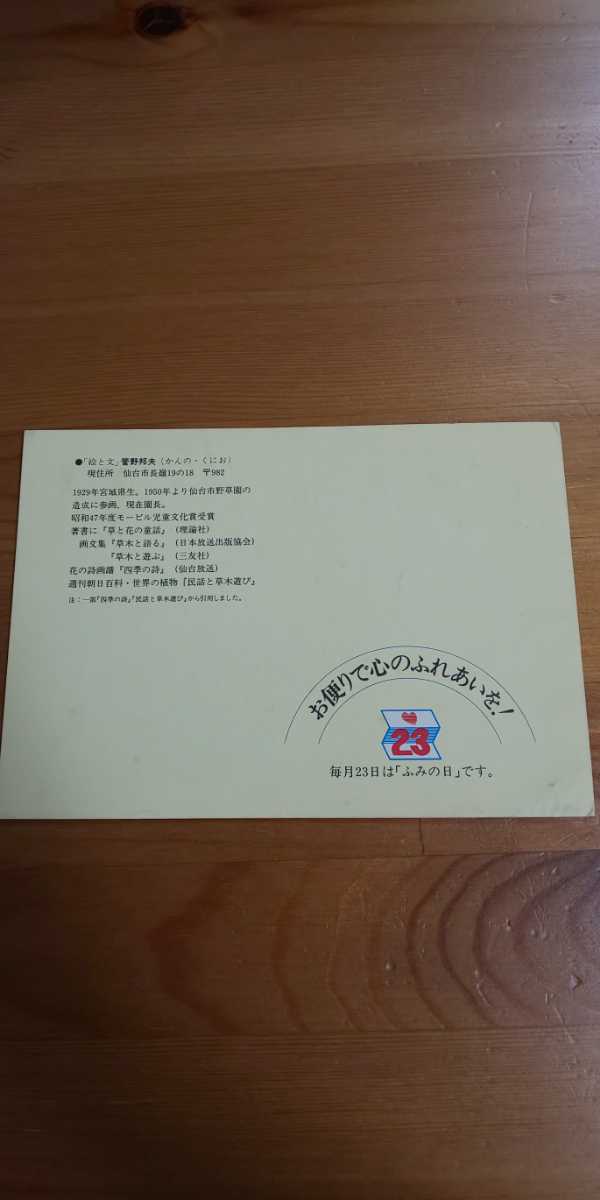 ●「絵と文」菅野邦夫(かんの・くにお)
現住所 仙台市長嶺19の18 〒982
1929年宮城県生。1950年より仙台市野草園の
造成に参画、現在園長。
昭和47年度モービル児童文化賞受賞
著書に『草と花の童話』(理論社)
画文集『草木と語る』(日本放送出版協会)
『草木と遊ぶ』(三友社)
花の詩画譜『四季の詩』(仙台放送)
週刊朝日百科・世界の植物『民話と草木遊び』
注:一部『四季の詩』『民話と草木遊び』から引用しました。
お便りで心のふれあいを!
23
毎月23日は「ふみの日」です。